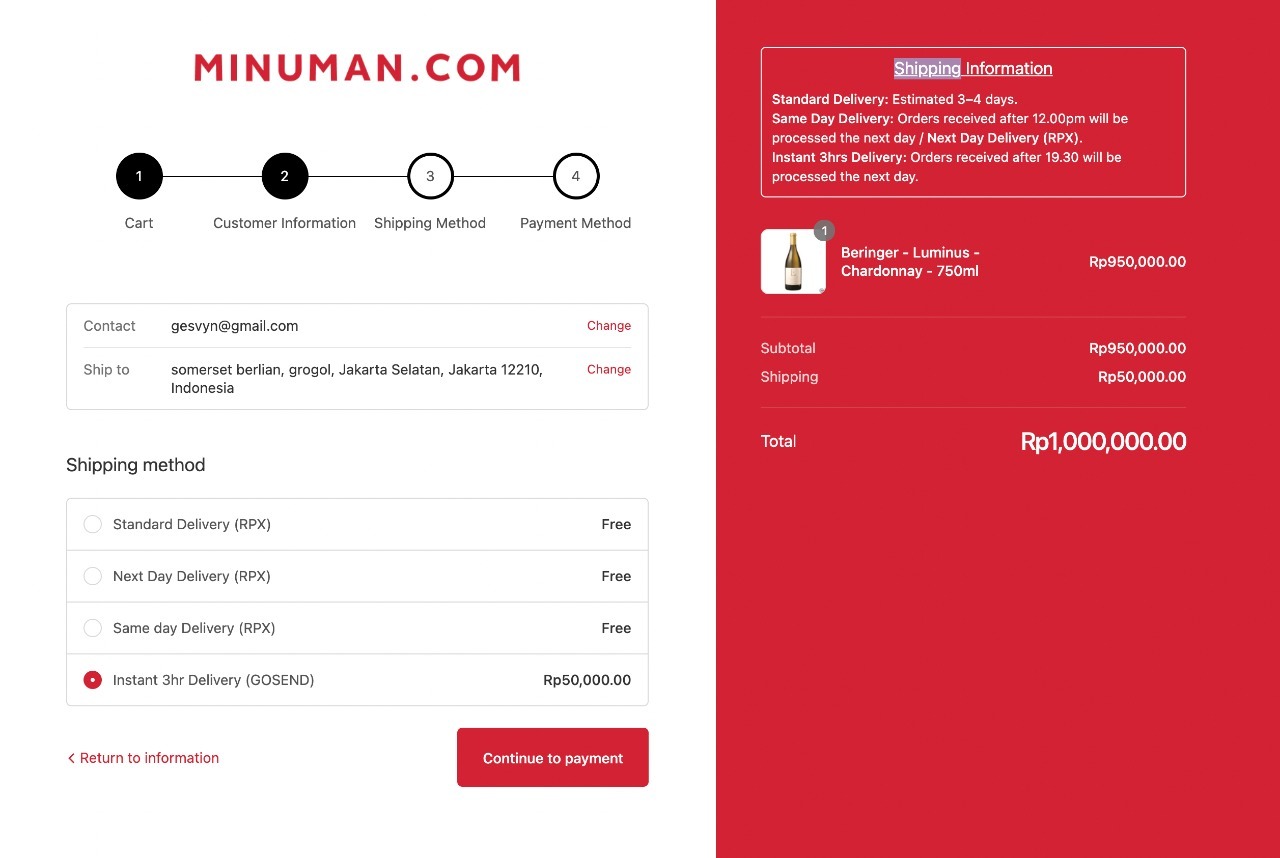 MINUMAN.COM
1
2
3
4
Cart
Customer Information
Shipping Method
Payment Method
Contact
gesvyn@gmail.com
Change
Ship to
somerset berlian, grogol, Jakarta Selatan, Jakarta 12210,
Indonesia
Change
Shipping method
Standard Delivery (RPX)
Free
Next Day Delivery (RPX)
Free
Same day Delivery (RPX)
Free
Instant 3hr Delivery (GOSEND)
Rp50,000.00
Return to information
Continue to payment
Shipping Information
Standard Delivery: Estimated 3–4 days.
Same Day Delivery: Orders received after 12.00pm will be
processed the next day / Next Day Delivery (RPX).
Instant 3hrs Delivery: Orders received after 19.30 will be
processed the next day.
1
Beringer - Luminus -
Chardonnay - 750ml
Rp950,000.00
Subtotal
Rp950,000.00
Shipping
Rp50,000.00
Total
Rp1,000,000.00